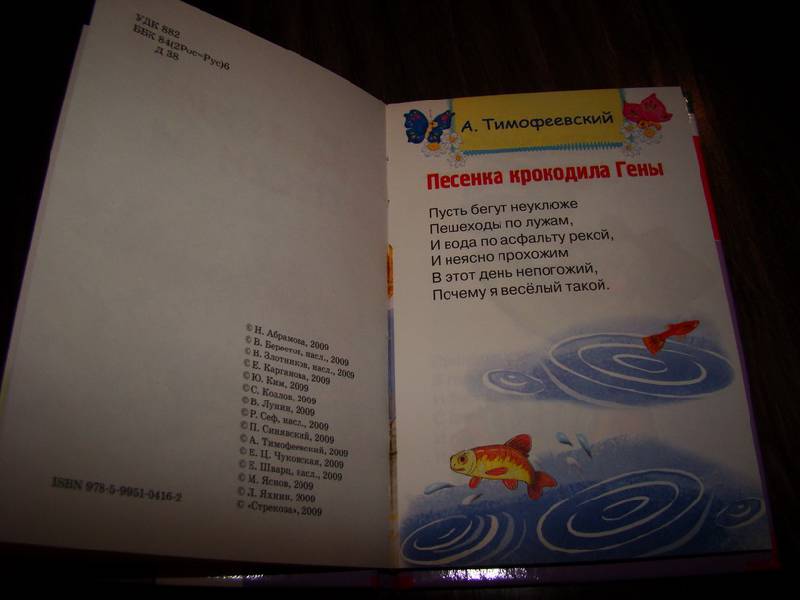 УДК 882
ББК 84(2Рос=Рус)6
Д 38
© Н. Абрамова, 2009
© В. Берестов, насл., 2009
© В. Злотников, насл., 2009
© Е. Карганова, 2009
© Ю. Ким, 2009
© С. Козлов, 2009
© В. Лунин, 2009
© Р. Сеф, насл., 2009
© П. Синявский, 2009
© А. Тимофеевский, 2009
© Е. Ц. Чуковская, 2009
© Е. Шварц, насл., 2009
© М. Яснов, 2009
© Л. Яхнин, 2009
© «Стрекоза», 2009
ISBN 978-5-9951-0416-2
А. Тимофеевский
Песенка крокодила Гены
Пусть бегут неуклюже
Пешеходы по лужам,
И вода по асфальту рекой,
И неясно прохожим
В этот день непогожий,
Почему я весёлый такой.